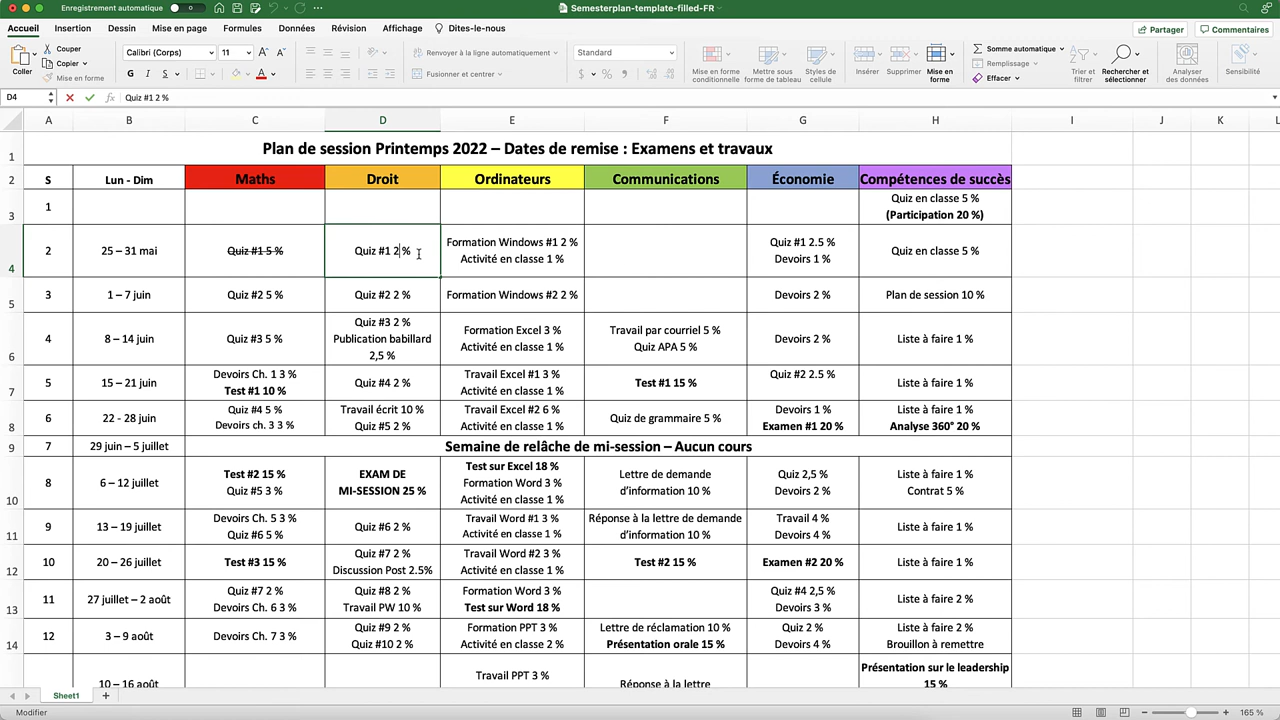 Enregistrement automatique
Semesterplan-template-filled-FR
Accueil Insertion Dessin Mise en page Formules Données Révision Affichage Dites-le-nous
Partager Commentaires
Coller
Couper
Copier
Mise en forme
Calibri (Corps) 11
G I S
Renvoyer à la ligne automatiquement
Fusionner et centrer
Standard
Mise en forme conditionnelle
Mettre sous forme de tableau
Styles de cellule
Insérer
Supprimer
Mise en forme
Somme automatique
Remplissage
Effacer
Trier et filtrer
Rechercher et sélectionner
Analyser des données
Sensibilité
D4 fx Quiz #1 2 %
A B C D E F G H I J K L
1 Plan de session Printemps 2022 – Dates de remise : Examens et travaux
2 S Lun - Dim Maths Droit Ordinateurs Communications Économie Compétences de succès
3 1 Quiz en classe 5 %
(Participation 20 %)
4 2 25 – 31 mai Quiz #1 5 % Quiz #1 2 % Formation Windows #1 2 % Activité en classe 1 % Quiz #1 2.5 % Devoirs 1 % Quiz en classe 5 %
5 3 1 – 7 juin Quiz #2 5 % Quiz #2 2 % Formation Windows #2 2 % Devoirs 2 % Plan de session 10 %
6 4 8 – 14 juin Quiz #3 5 % Quiz #3 2 % Publication babillard 2,5 % Formation Excel 3 % Activité en classe 1 % Travail par courriel 5 % Quiz APA 5 % Devoirs 2 % Liste à faire 1 %
7 5 15 – 21 juin Devoirs Ch. 1 3 % Test #1 10 % Quiz #4 2 % Travail Excel #1 3 % Activité en classe 1 % Test #1 15 % Quiz #2 2.5 % Liste à faire 1 %
8 6 22 - 28 juin Quiz #4 5 % Devoirs ch. 3 3 % Travail écrit 10 % Quiz #5 2 % Travail Excel #2 6 % Activité en classe 1 % Quiz de grammaire 5 % Devoirs 1 % Examen #1 20 % Liste à faire 1 % Analyse 360° 20 %
9 7 29 juin – 5 juillet Semaine de relâche de mi-session – Aucun cours
10 8 6 – 12 juillet Test #2 15 % Quiz #5 3 % EXAM DE MI-SESSION 25 % Test sur Excel 18 % Formation Word 3 % Activité en classe 1 % Lettre de demande d'information 10 % Quiz 2,5 % Devoirs 2 % Liste à faire 1 % Contrat 5 %
11 9 13 – 19 juillet Devoirs Ch. 5 3 % Quiz #6 5 % Quiz #6 2 % Travail Word #1 3 % Activité en classe 1 % Réponse à la lettre de demande d'information 10 % Travail 4 % Devoirs 4 % Liste à faire 1 %
12 10 20 – 26 juillet Test #3 15 % Quiz #7 2 % Discussion Post 2.5% Travail Word #2 3 % Activité en classe 1 % Test #2 15 % Examen #2 20 % Liste à faire 1 %
13 11 27 juillet – 2 août Quiz #7 2 % Devoirs Ch. 6 3 % Quiz #8 2 % Travail PW 10 % Formation Word 3 % Test sur Word 18 % Quiz #4 2,5 % Devoirs 3 % Liste à faire 2 %
14 12 3 – 9 août Devoirs Ch. 7 3 % Quiz #9 2 % Quiz #10 2 % Formation PPT 3 % Activité en classe 2 % Lettre de réclamation 10 % Présentation orale 15 % Quiz 2 % Devoirs 4 % Liste à faire 2 % Brouillon à remettre
10 – 16 août Travail PPT 3 % Réponse à la lettre Présentation sur le leadership 15 %
Sheet1
Modifier 165 %